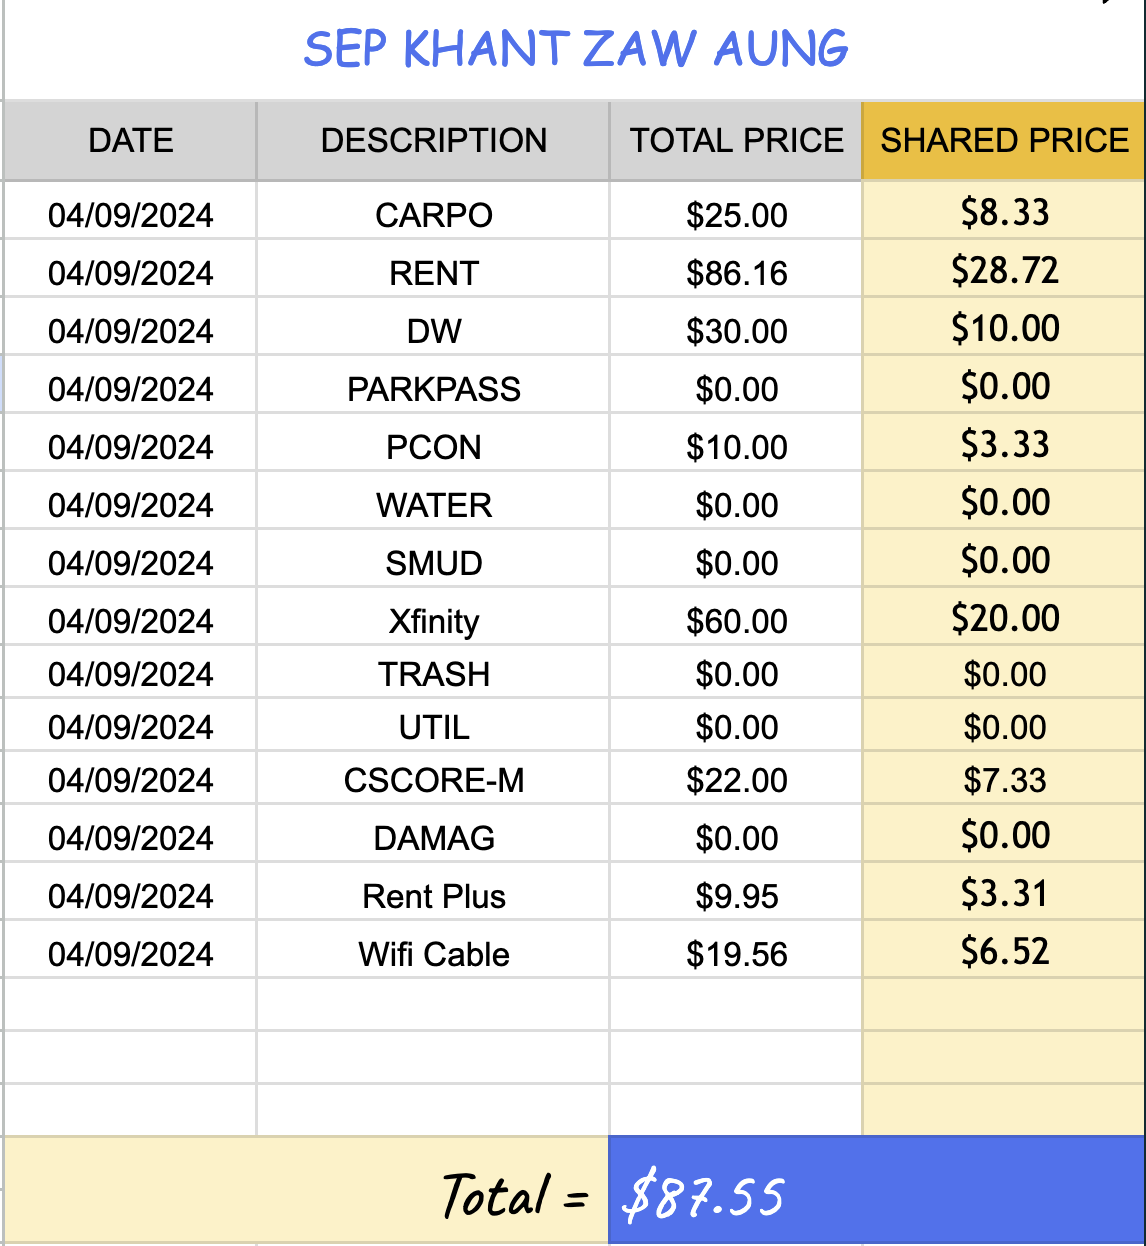 SEP KHANT ZAW AUNG
DATE DESCRIPTION TOTAL PRICE SHARED PRICE
04/09/2024 CARPO $25.00 $8.33
04/09/2024 RENT $86.16 $28.72
04/09/2024 DW $30.00 $10.00
04/09/2024 PARKPASS $0.00 $0.00
04/09/2024 PCON $10.00 $3.33
04/09/2024 WATER $0.00 $0.00
04/09/2024 SMUD $0.00 $0.00
04/09/2024 Xfinity $60.00 $20.00
04/09/2024 TRASH $0.00 $0.00
04/09/2024 UTIL $0.00 $0.00
04/09/2024 CSCORE-M $22.00 $7.33
04/09/2024 DAMAG $0.00 $0.00
04/09/2024 Rent Plus $9.95 $3.31
04/09/2024 Wifi Cable $19.56 $6.52
Total = $87.55